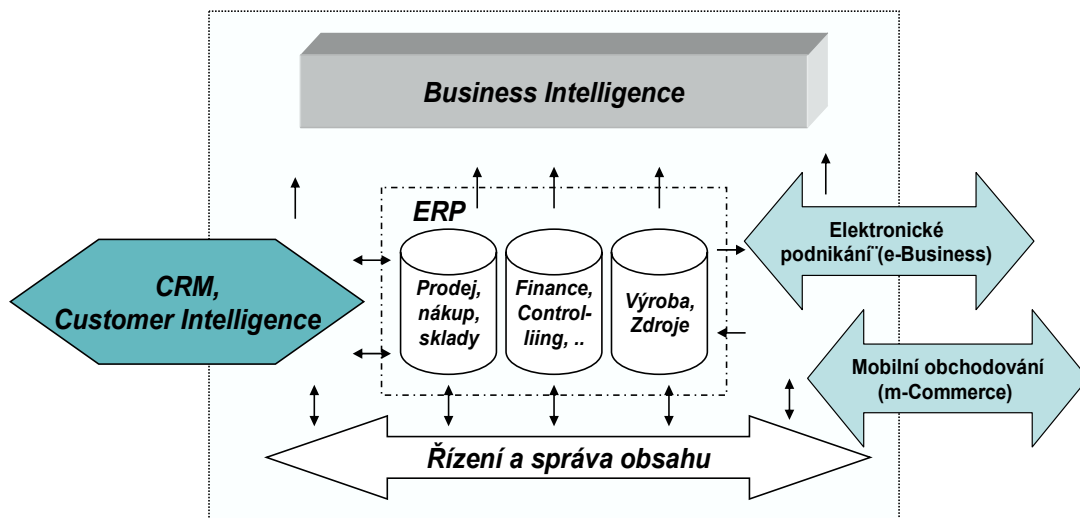 Business Intelligence
ERP
Prodej,
nákup,
sklady
Finance,
Control-
liing, ..
Výroba,
Zdroje
CRM,
Customer Intelligence
Elektronické
podnikání¨(e-Business)
Mobilní obchodování
(m-Commerce)
Řízení a správa obsahu